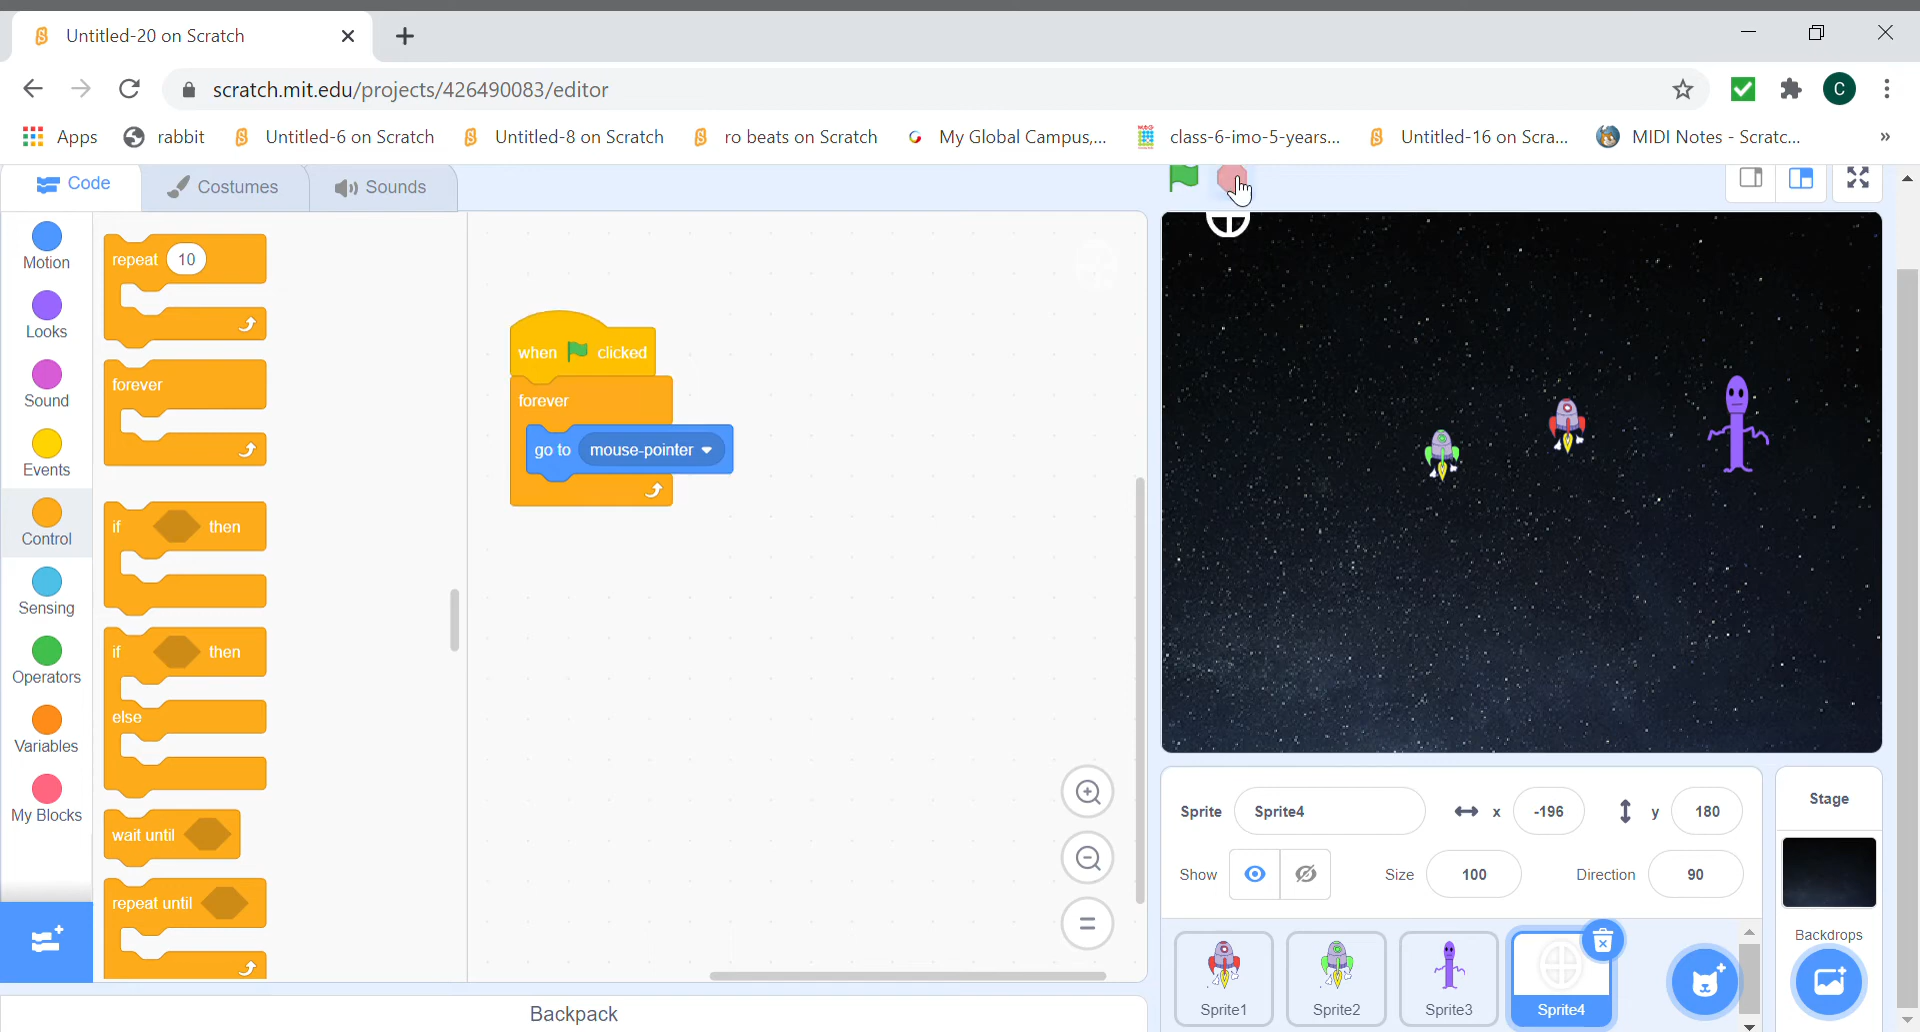 Untitled-20 on Scratch
scratch.mit.edu/projects/426490083/editor
C
Apps rabbit Untitled-6 on Scratch Untitled-8 on Scratch ro beats on Scratch My Global Campus,... class-6-imo-5-years... Untitled-16 on Scra... MIDI Notes - Scratc... »
Code Costumes Sounds
Motion
Looks
Sound
Events
Control
Sensing
Operators
Variables
My Blocks
repeat 10
forever
if then
if then
else
wait until
repeat until
when clicked
forever
go to mouse-pointer
Sprite Sprite4 x -196 y 180
Show Size 100 Direction 90
Sprite1 Sprite2 Sprite3 Sprite4
Stage
Backdrops
Backpack